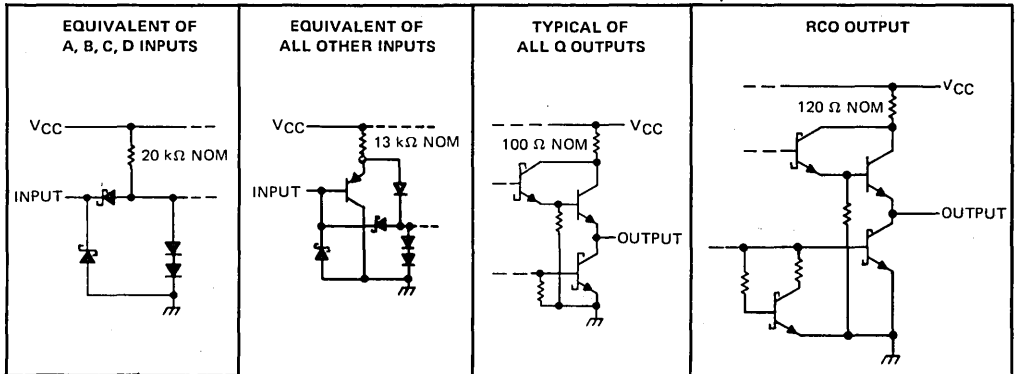 EQUIVALENT OF
A, B, C, D INPUTS
VCC
20 kΩ NOM
INPUT
EQUIVALENT OF
ALL OTHER INPUTS
VCC
13 kΩ NOM
INPUT
TYPICAL OF
ALL Q OUTPUTS
VCC
100 Ω NOM
OUTPUT
RCO OUTPUT
VCC
120 Ω NOM
OUTPUT